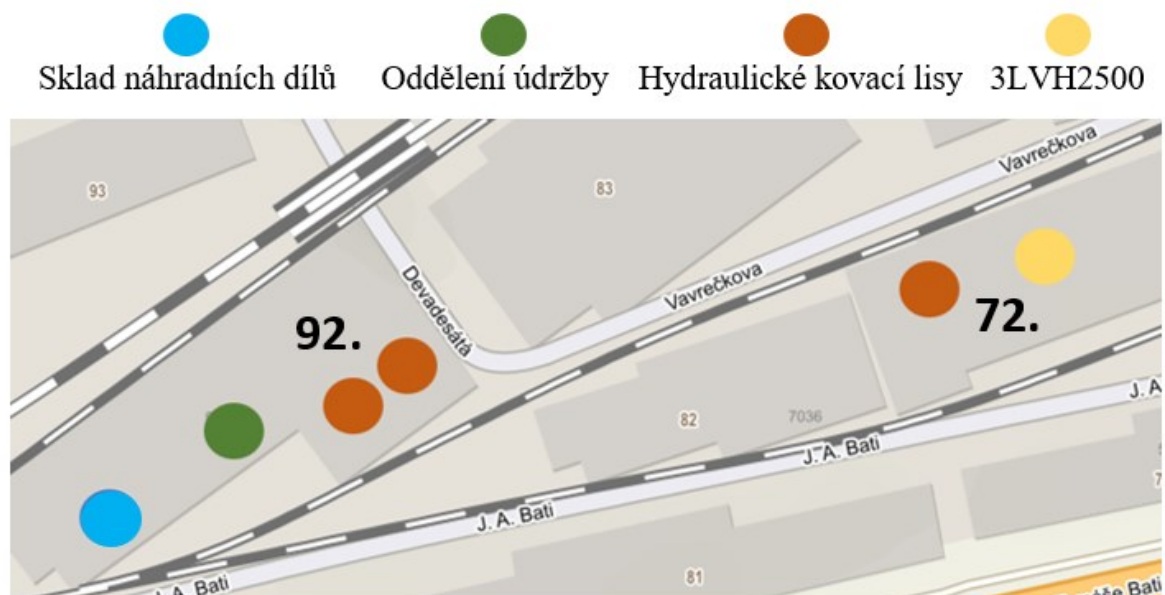 Sklad náhradních dílů Oddělení údržby Hydraulické kovací lisy 3LVH2500
Vavrečkova
93
83
Devadesátá
Vavrečkova
92.
72.
J. A.
82
7036
J. A. Bati
J. A. Bati
81
A. Bati
Bati